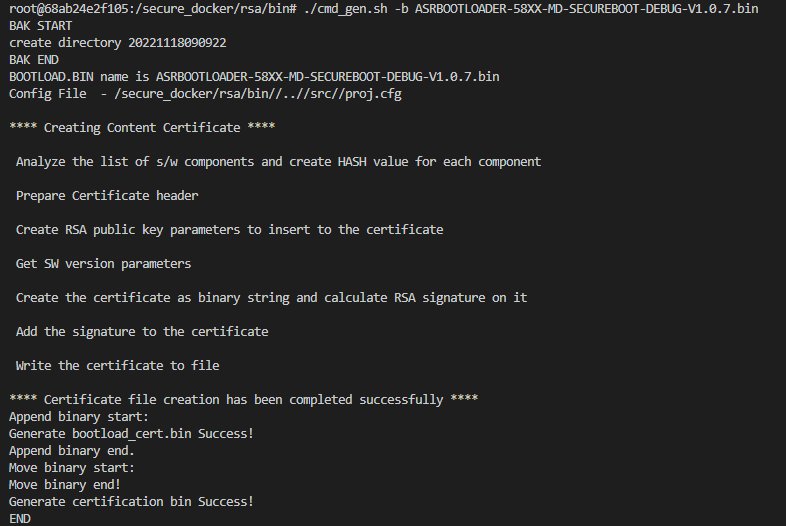 root@68ab24e2f105:/secure_docker/rsa/bin# ./cmd_gen.sh -b ASRBOOTLOADER-58XX-MD-SECUREBOOT-DEBUG-V1.0.7.bin
BAK START
create directory 20221118090922
BAK END
BOOTLOAD.BIN name is ASRBOOTLOADER-58XX-MD-SECUREBOOT-DEBUG-V1.0.7.bin
Config File  - /secure_docker/rsa/bin//..//src//proj.cfg
**** Creating Content Certificate ****
Analyze the list of s/w components and create HASH value for each component
Prepare Certificate header
Create RSA public key parameters to insert to the certificate
Get SW version parameters
Create the certificate as binary string and calculate RSA signature on it
Add the signature to the certificate
Write the certificate to file
**** Certificate file creation has been completed successfully ****
Append binary start:
Generate bootload_cert.bin Success!
Append binary end.
Move binary start:
Move binary end!
Generate certification bin Success!
END